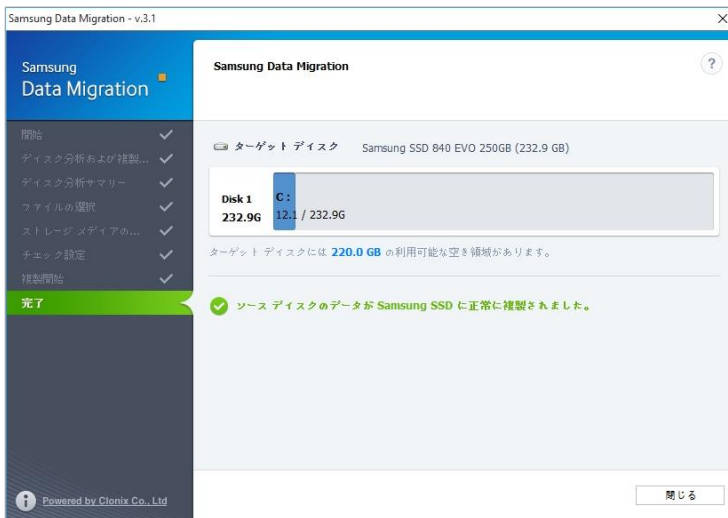 Samsung Data Migration - v.3.1
Samsung
Data Migration
開始
ディスク分析および複製...
ディスク分析サマリー
ファイルの選択
ストレージ メディアの...
チェック設定
複製開始
完了
Powered by Clonix Co., Ltd
Samsung Data Migration
?
ターゲット ディスク Samsung SSD 840 EVO 250GB (232.9 GB)
Disk 1
232.9G
C :
12.1 / 232.9G
ターゲット ディスクには 220.0 GB の利用可能な空き領域があります。
ソース ディスクのデータが Samsung SSD に正常に複製されました。
閉じる